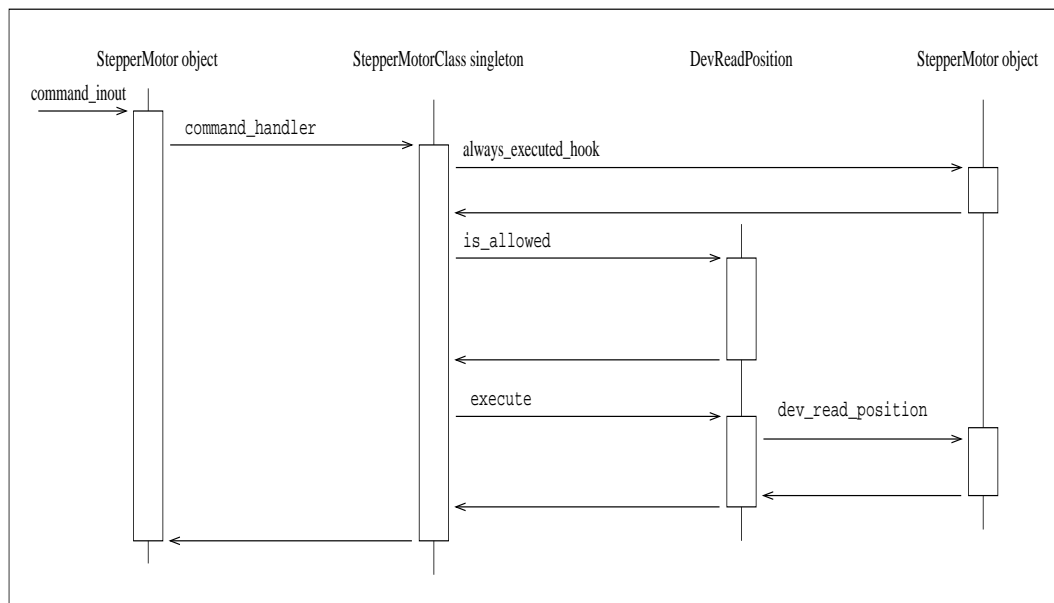 StepperMotor object
StepperMotorClass singleton
DevReadPosition
StepperMotor object
command_inout
command_handler
always_executed_hook
is_allowed
execute
dev_read_position